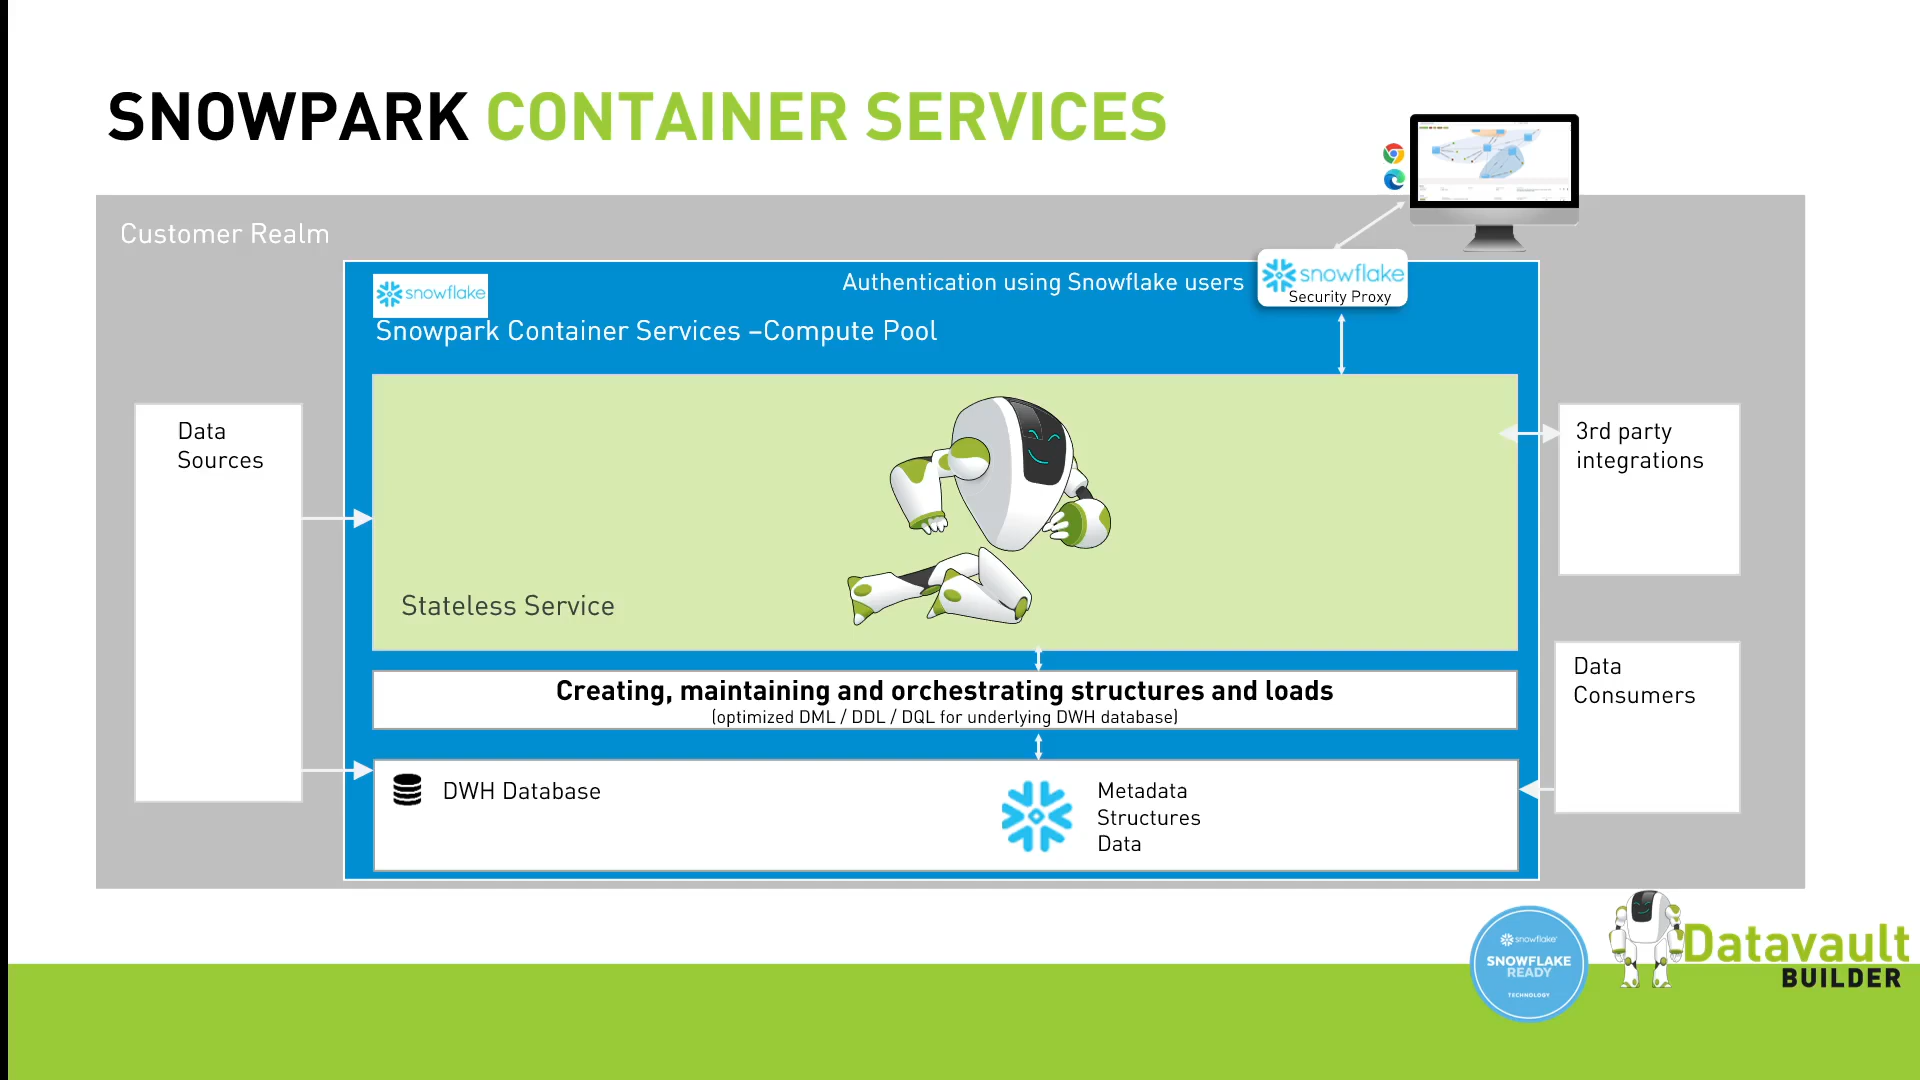 SNOWPARK CONTAINER SERVICES
Customer Realm
snowflake
Authentication using Snowflake users
snowflake
Security Proxy
Snowpark Container Services –Compute Pool
Data
Sources
3rd party
integrations
Stateless Service
Creating, maintaining and orchestrating structures and loads
(optimized DML / DDL / DQL for underlying DWH database)
Data
Consumers
DWH Database
Metadata
Structures
Data
snowflake
SNOWFLAKE
READY
TECHNOLOGY
Datavault
BUILDER